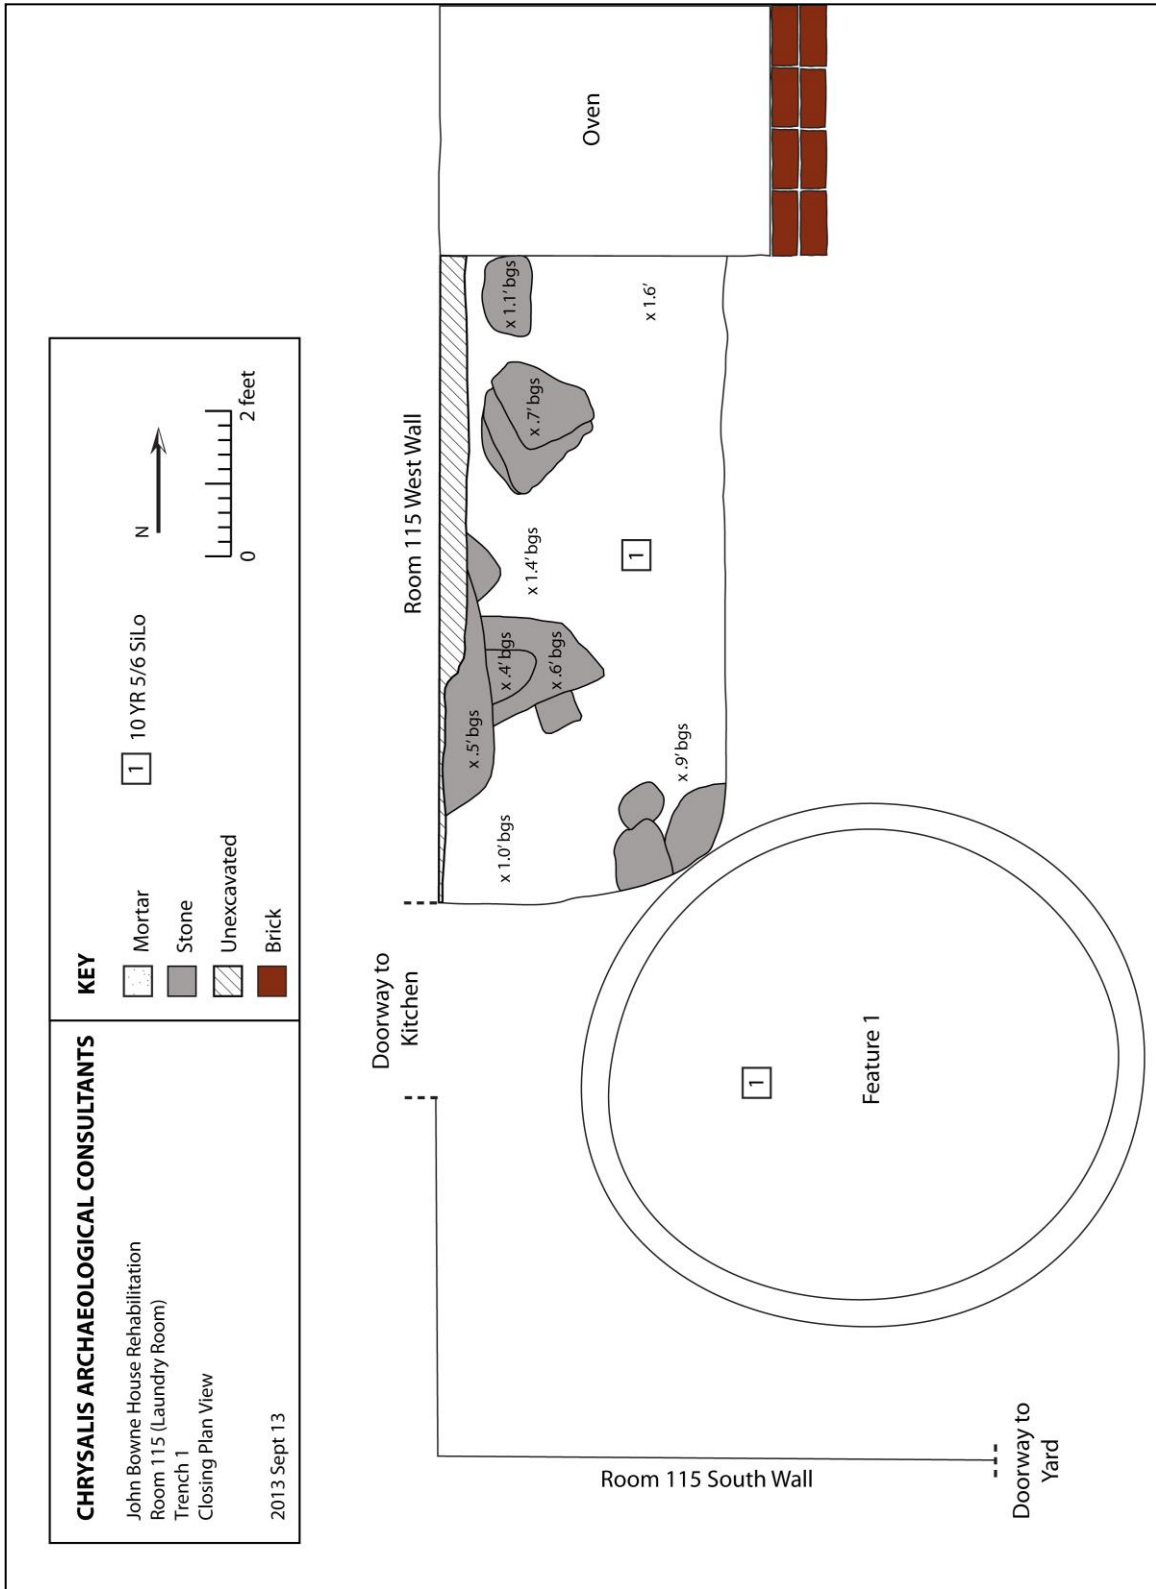 CHRYSALIS ARCHAEOLOGICAL CONSULTANTS
John Bowne House Rehabilitation
Room 115 (Laundry Room)
Trench 1
Closing Plan View
2013 Sept 13
KEY
Mortar
Stone
Unexcavated
Brick
1 10 YR 5/6 SiLo
N
0 2 feet
Doorway to
Kitchen
Room 115 West Wall
x 1.0' bgs
x .5' bgs
x .4' bgs
x .6' bgs
x 1.4' bgs
x .7' bgs
x 1.1' bgs
x .9' bgs
1
x 1.6'
Oven
1
Feature 1
Room 115 South Wall
Doorway to
Yard